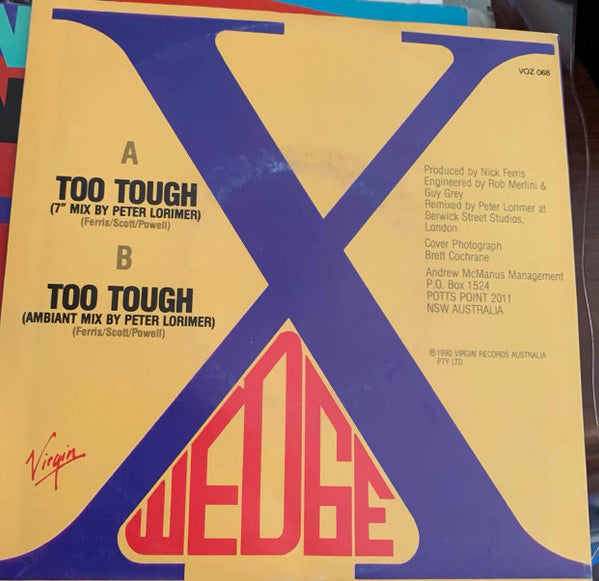 X
VOZ 068
A
TOO TOUGH
(7" MIX BY PETER LORIMER)
(Ferris/Scott/Powell)
B
TOO TOUGH
(AMBIANT MIX BY PETER LORIMER)
(Ferris/Scott/Powell)
Produced by Nick Ferris
Engineered by Rob Merlini &
Guy Grey
Remixed by Peter Lorimer at
Berwick Street Studios,
London
Cover Photograph
Brett Cochrane
Andrew McManus Management
P.O. Box 1524
POTTS POINT 2011
NSW AUSTRALIA
℗1990 VIRGIN RECORDS AUSTRALIA
PTY LTD
Virgin
WEDGE